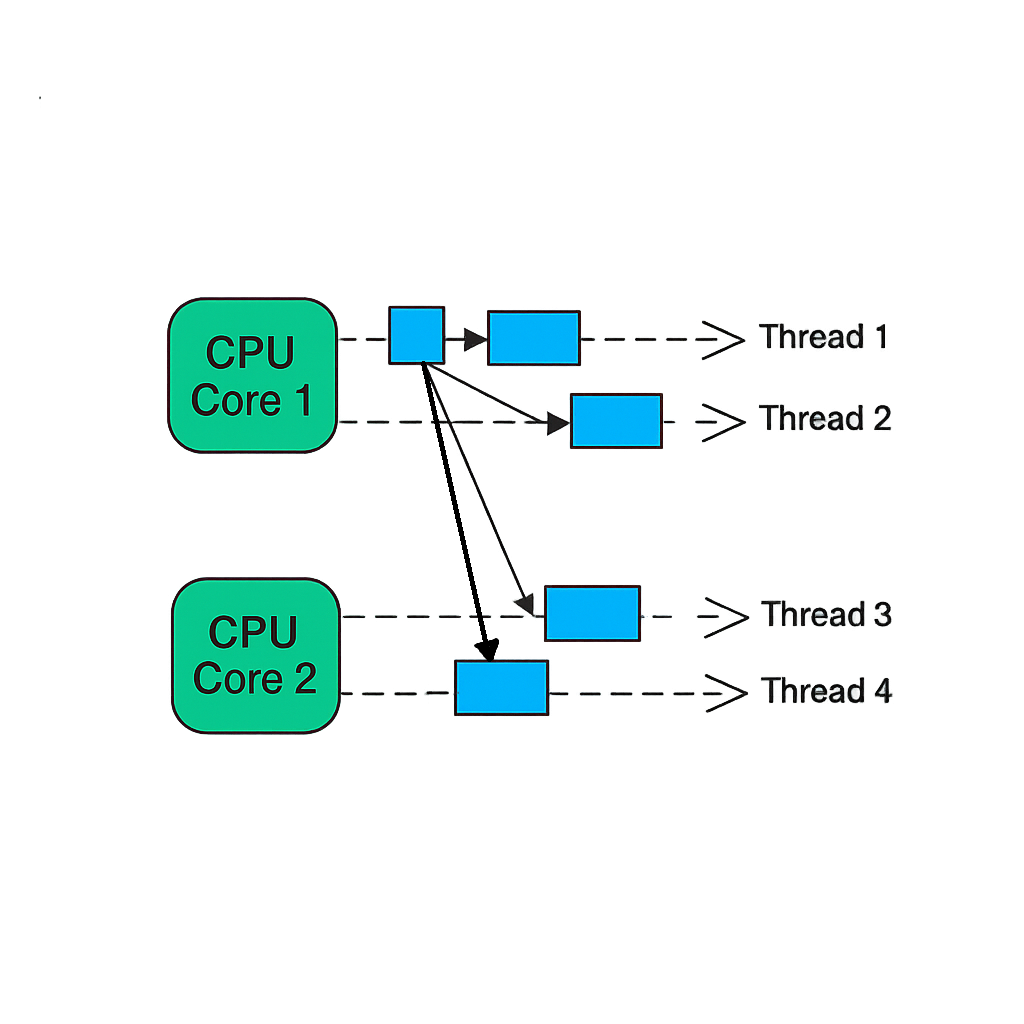 CPU
Core 1
Thread 1
Thread 2
CPU
Core 2
Thread 3
Thread 4